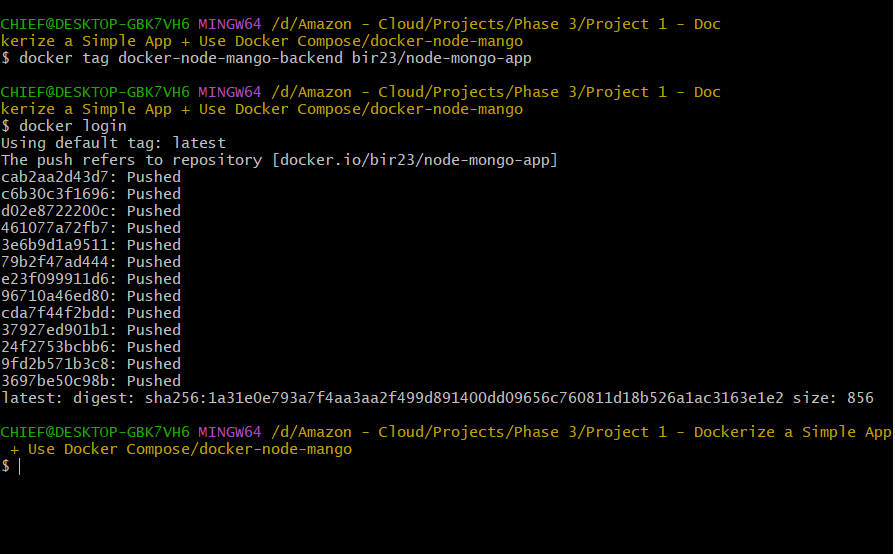 CHIEF@DESKTOP-GBK7VH6 MINGW64 /d/Amazon - Cloud/Projects/Phase 3/Project 1 - Doc
kerize a Simple App + Use Docker Compose/docker-node-mango
$ docker tag docker-node-mango-backend bir23/node-mongo-app
CHIEF@DESKTOP-GBK7VH6 MINGW64 /d/Amazon - Cloud/Projects/Phase 3/Project 1 - Doc
kerize a Simple App + Use Docker Compose/docker-node-mango
$ docker login
Using default tag: latest
The push refers to repository [docker.io/bir23/node-mongo-app]
cab2aa2d43d7: Pushed
c6b30c3f1696: Pushed
d02e8722200c: Pushed
461077a72fb7: Pushed
3e6b9d1a9511: Pushed
79b2f47ad444: Pushed
e23f099911d6: Pushed
96710a46ed80: Pushed
cda7f44f2bdd: Pushed
37927ed901b1: Pushed
24f2753bcbb6: Pushed
9fd2b571b3c8: Pushed
3697be50c98b: Pushed
latest: digest: sha256:1a31e0e793a7f4aa3aa2f499d891400dd09656c760811d18b526a1ac3163e1e2 size: 856
CHIEF@DESKTOP-GBK7VH6 MINGW64 /d/Amazon - Cloud/Projects/Phase 3/Project 1 - Dockerize a Simple App
+ Use Docker Compose/docker-node-mango
$